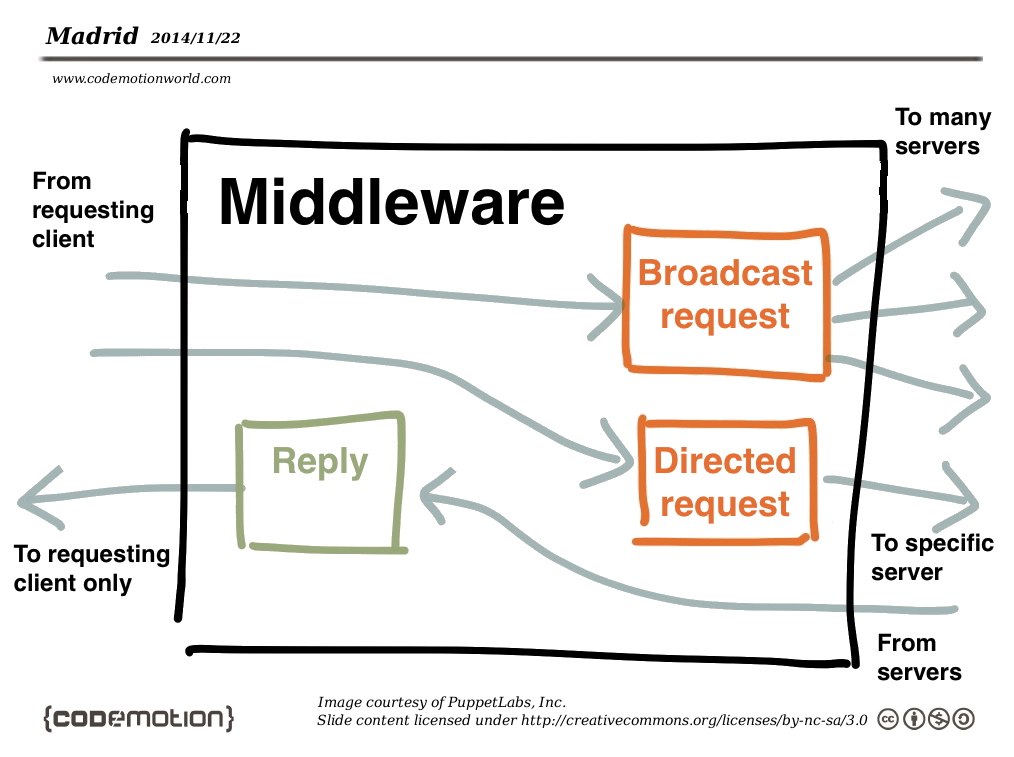 Madrid 2014/11/22
www.codemotionworld.com
To many
servers
From
requesting
client
Middleware
Broadcast
request
Reply
Directed
request
To requesting
client only
To specific
server
From
servers
{CODEMOTION}
Image courtesy of PuppetLabs, Inc.
Slide content licensed under http://creativecommons.org/licenses/by-nc-sa/3.0
cc